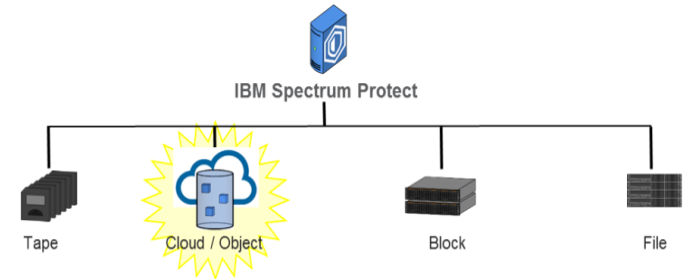 IBM Spectrum Protect
Tape
Cloud / Object
Block
File